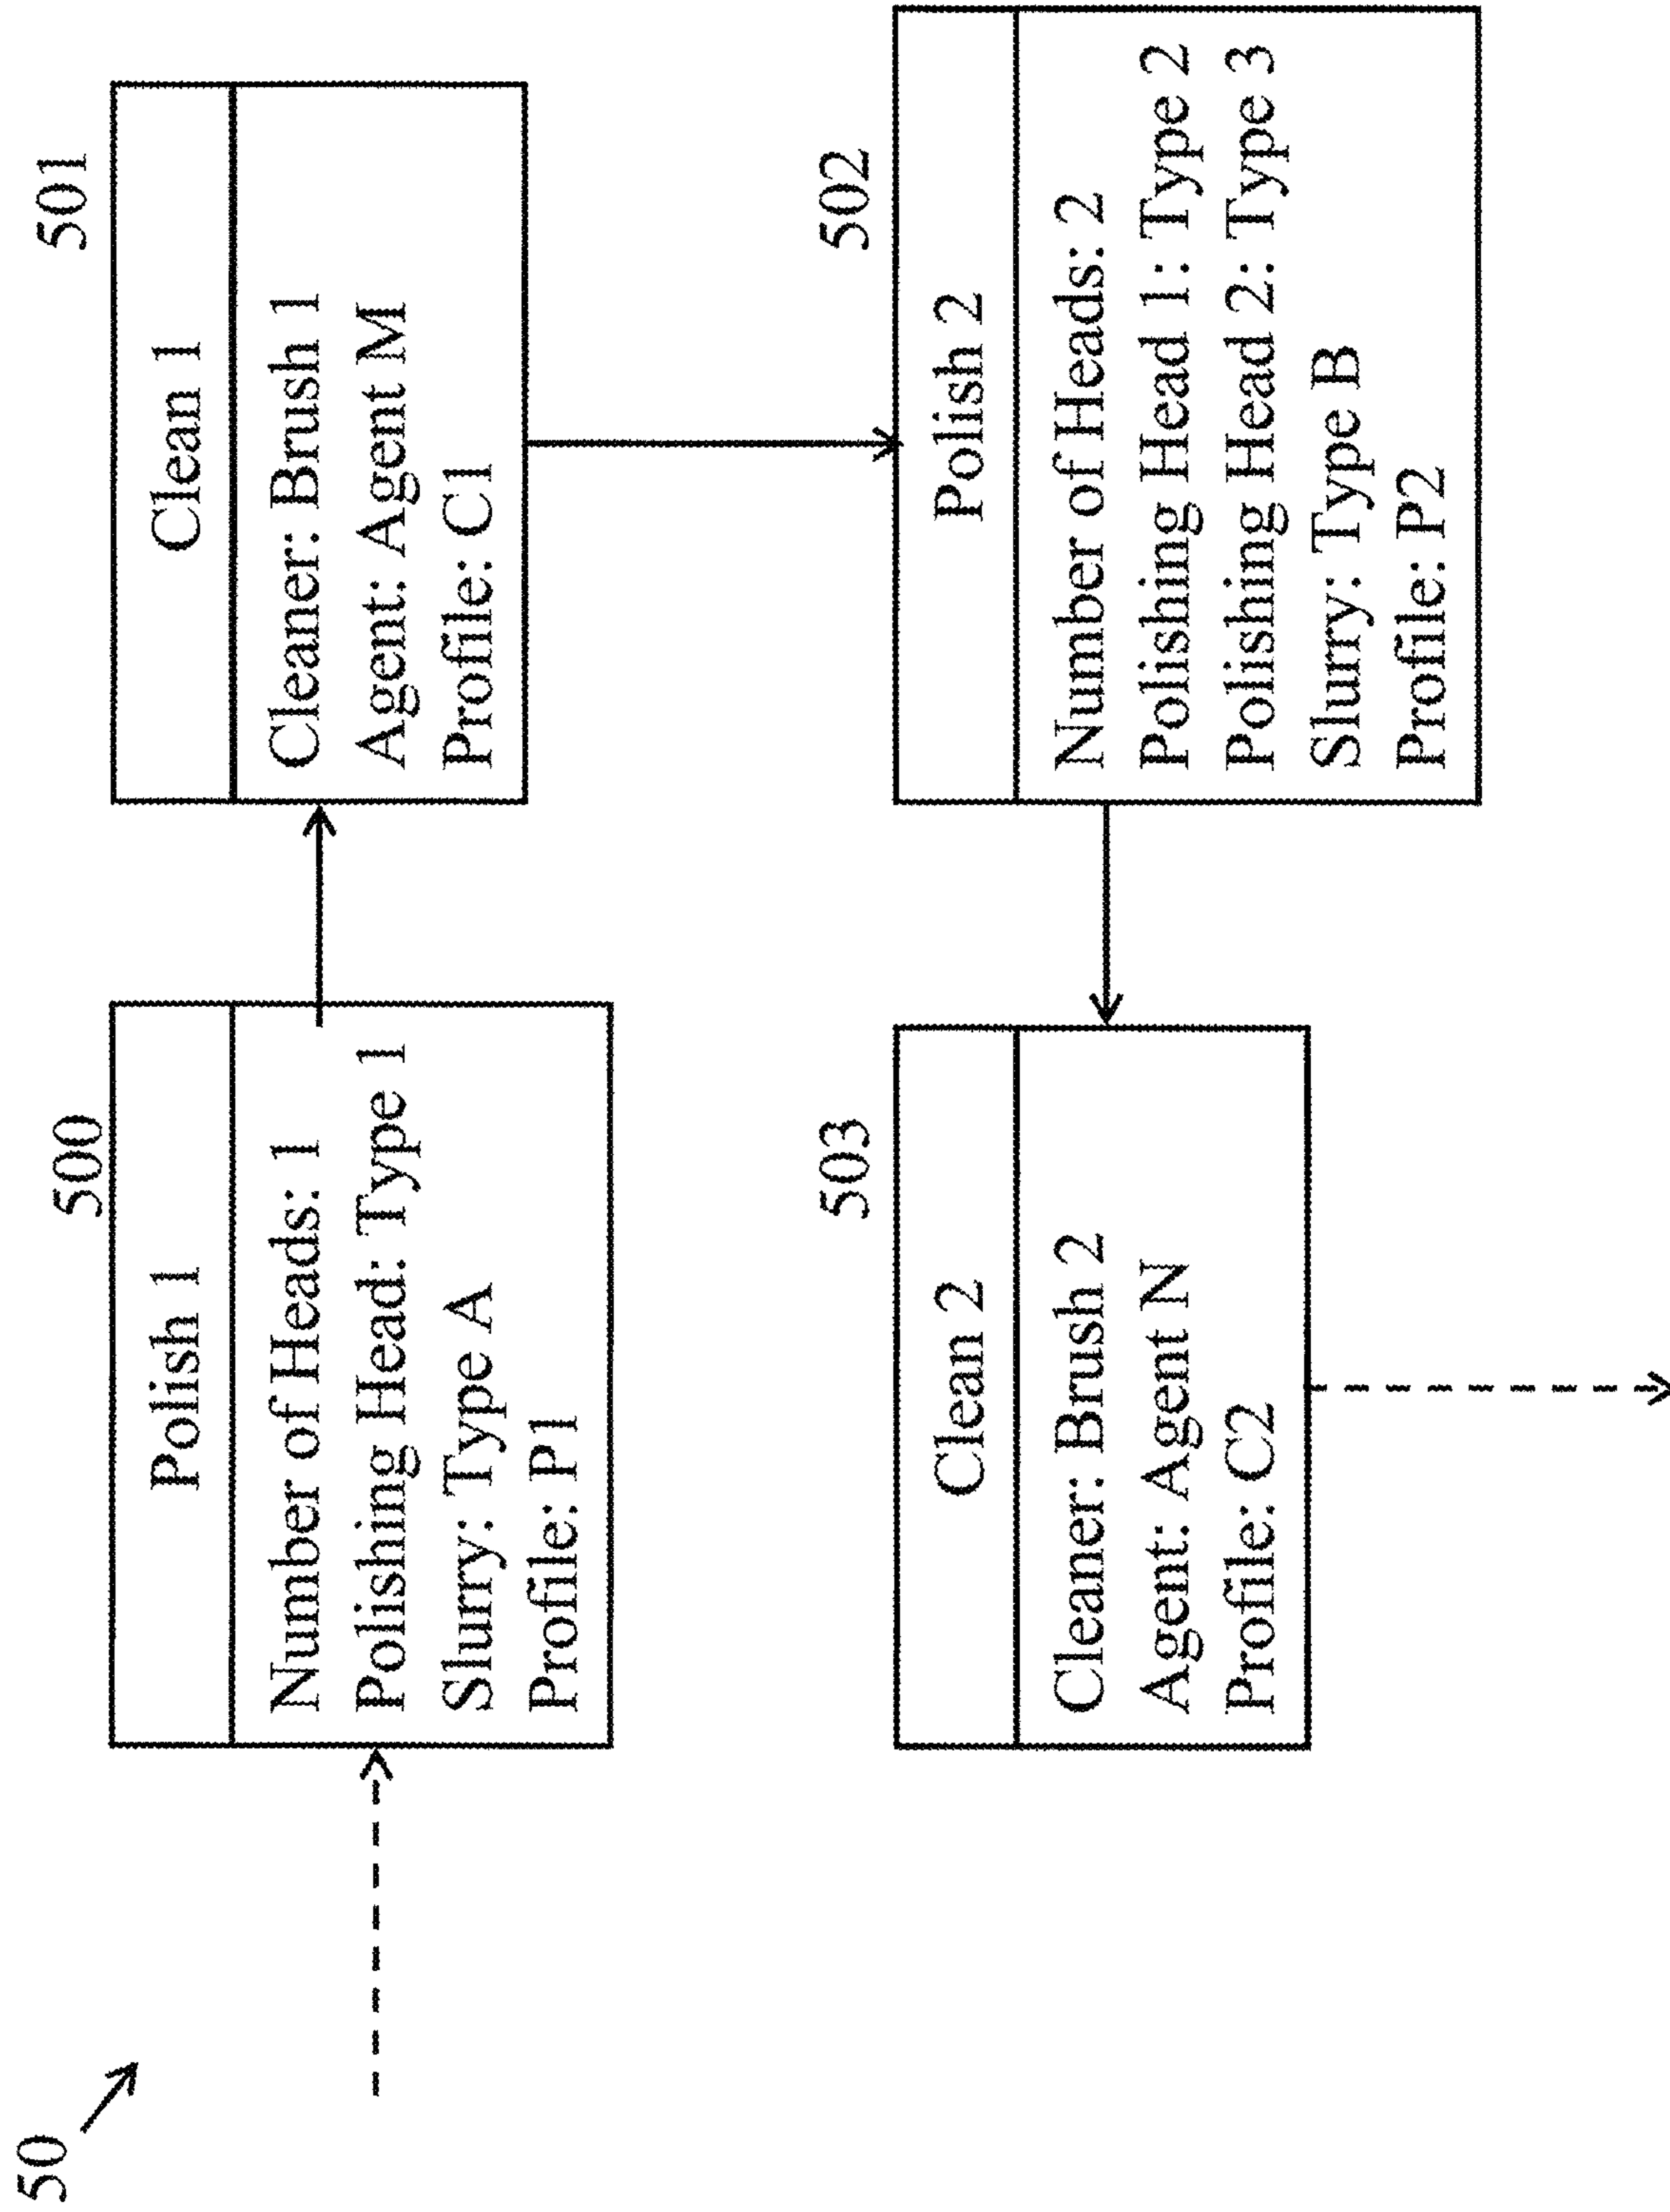 50
500
Polish 1
Number of Heads: 1
Polishing Head: Type 1
Slurry: Type A
Profile: P1
501
Clean 1
Cleaner: Brush 1
Agent: Agent M
Profile: C1
502
Polish 2
Number of Heads: 2
Polishing Head 1: Type 2
Polishing Head 2: Type 3
Slurry: Type B
Profile: P2
503
Clean 2
Cleaner: Brush 2
Agent: Agent N
Profile: C2